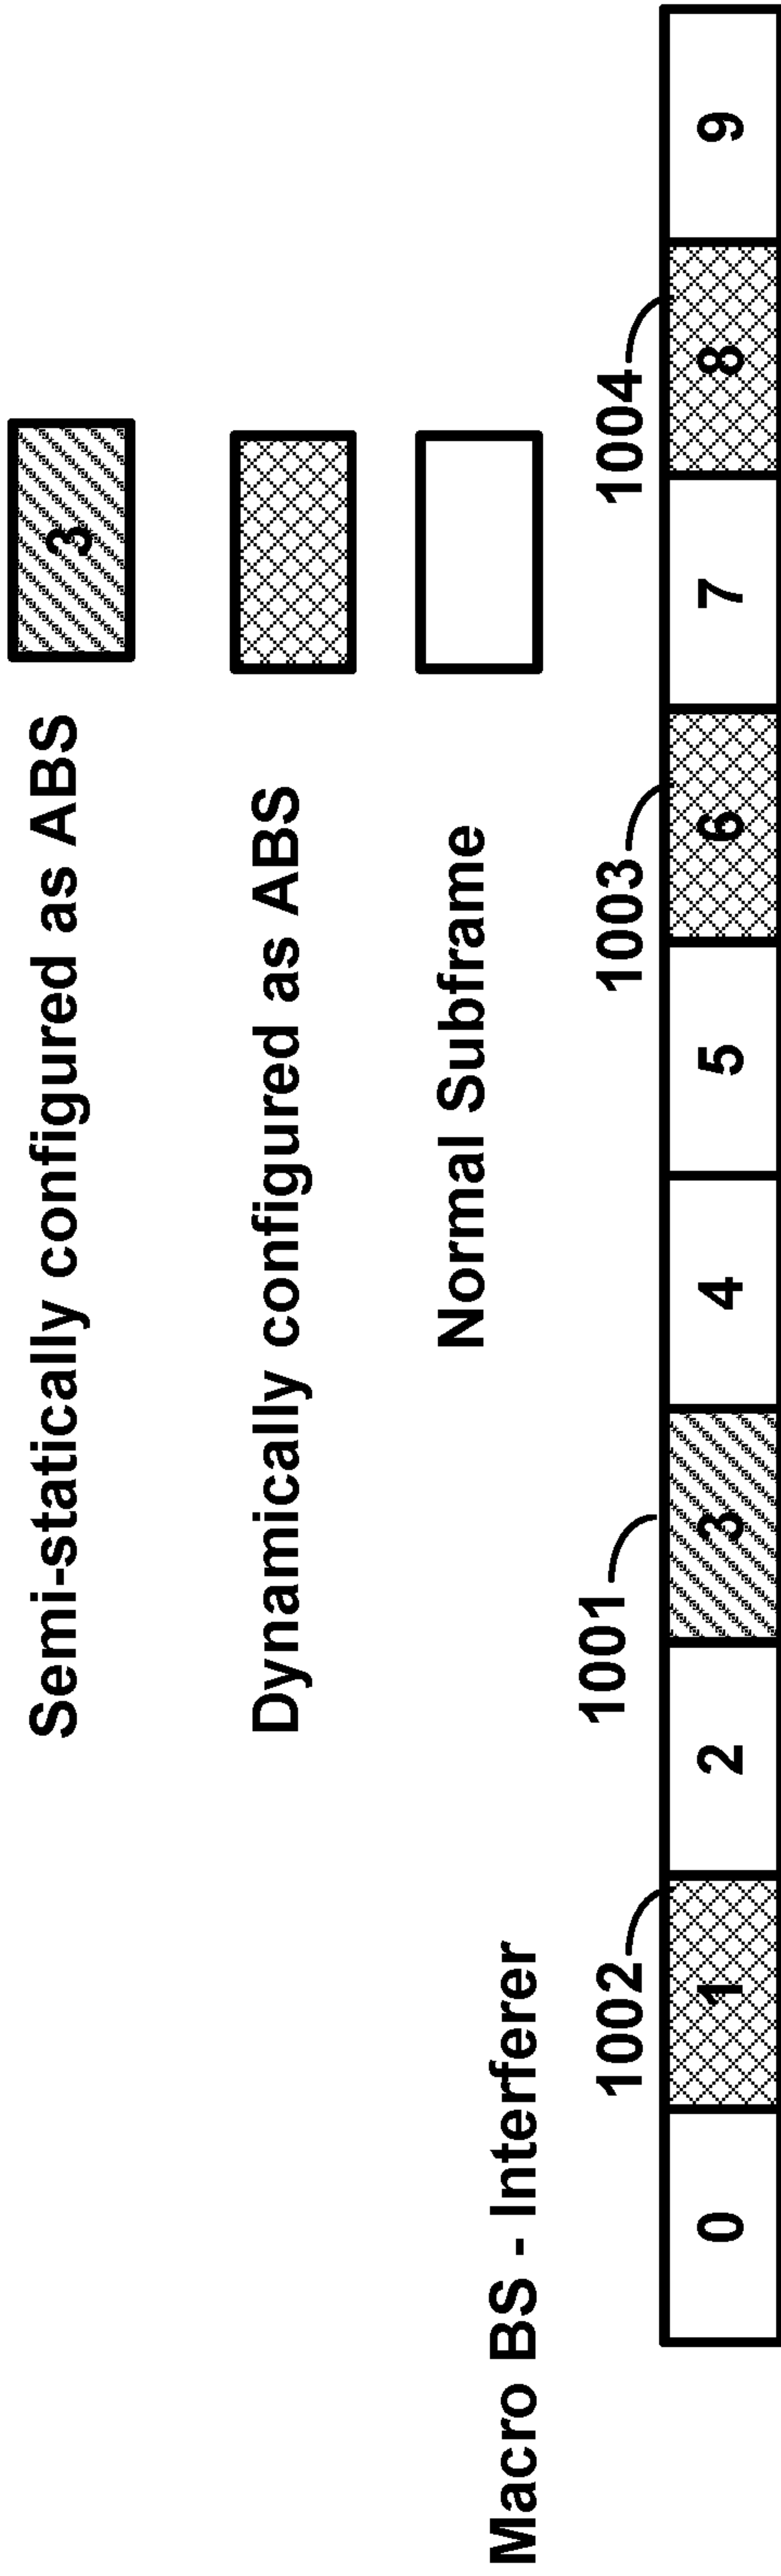 Semi-statically configured as ABS 3
Dynamically configured as ABS
Normal Subframe
Macro BS - Interferer
1002 1001 1003 1004
0 1 2 3 4 5 6 7 8 9